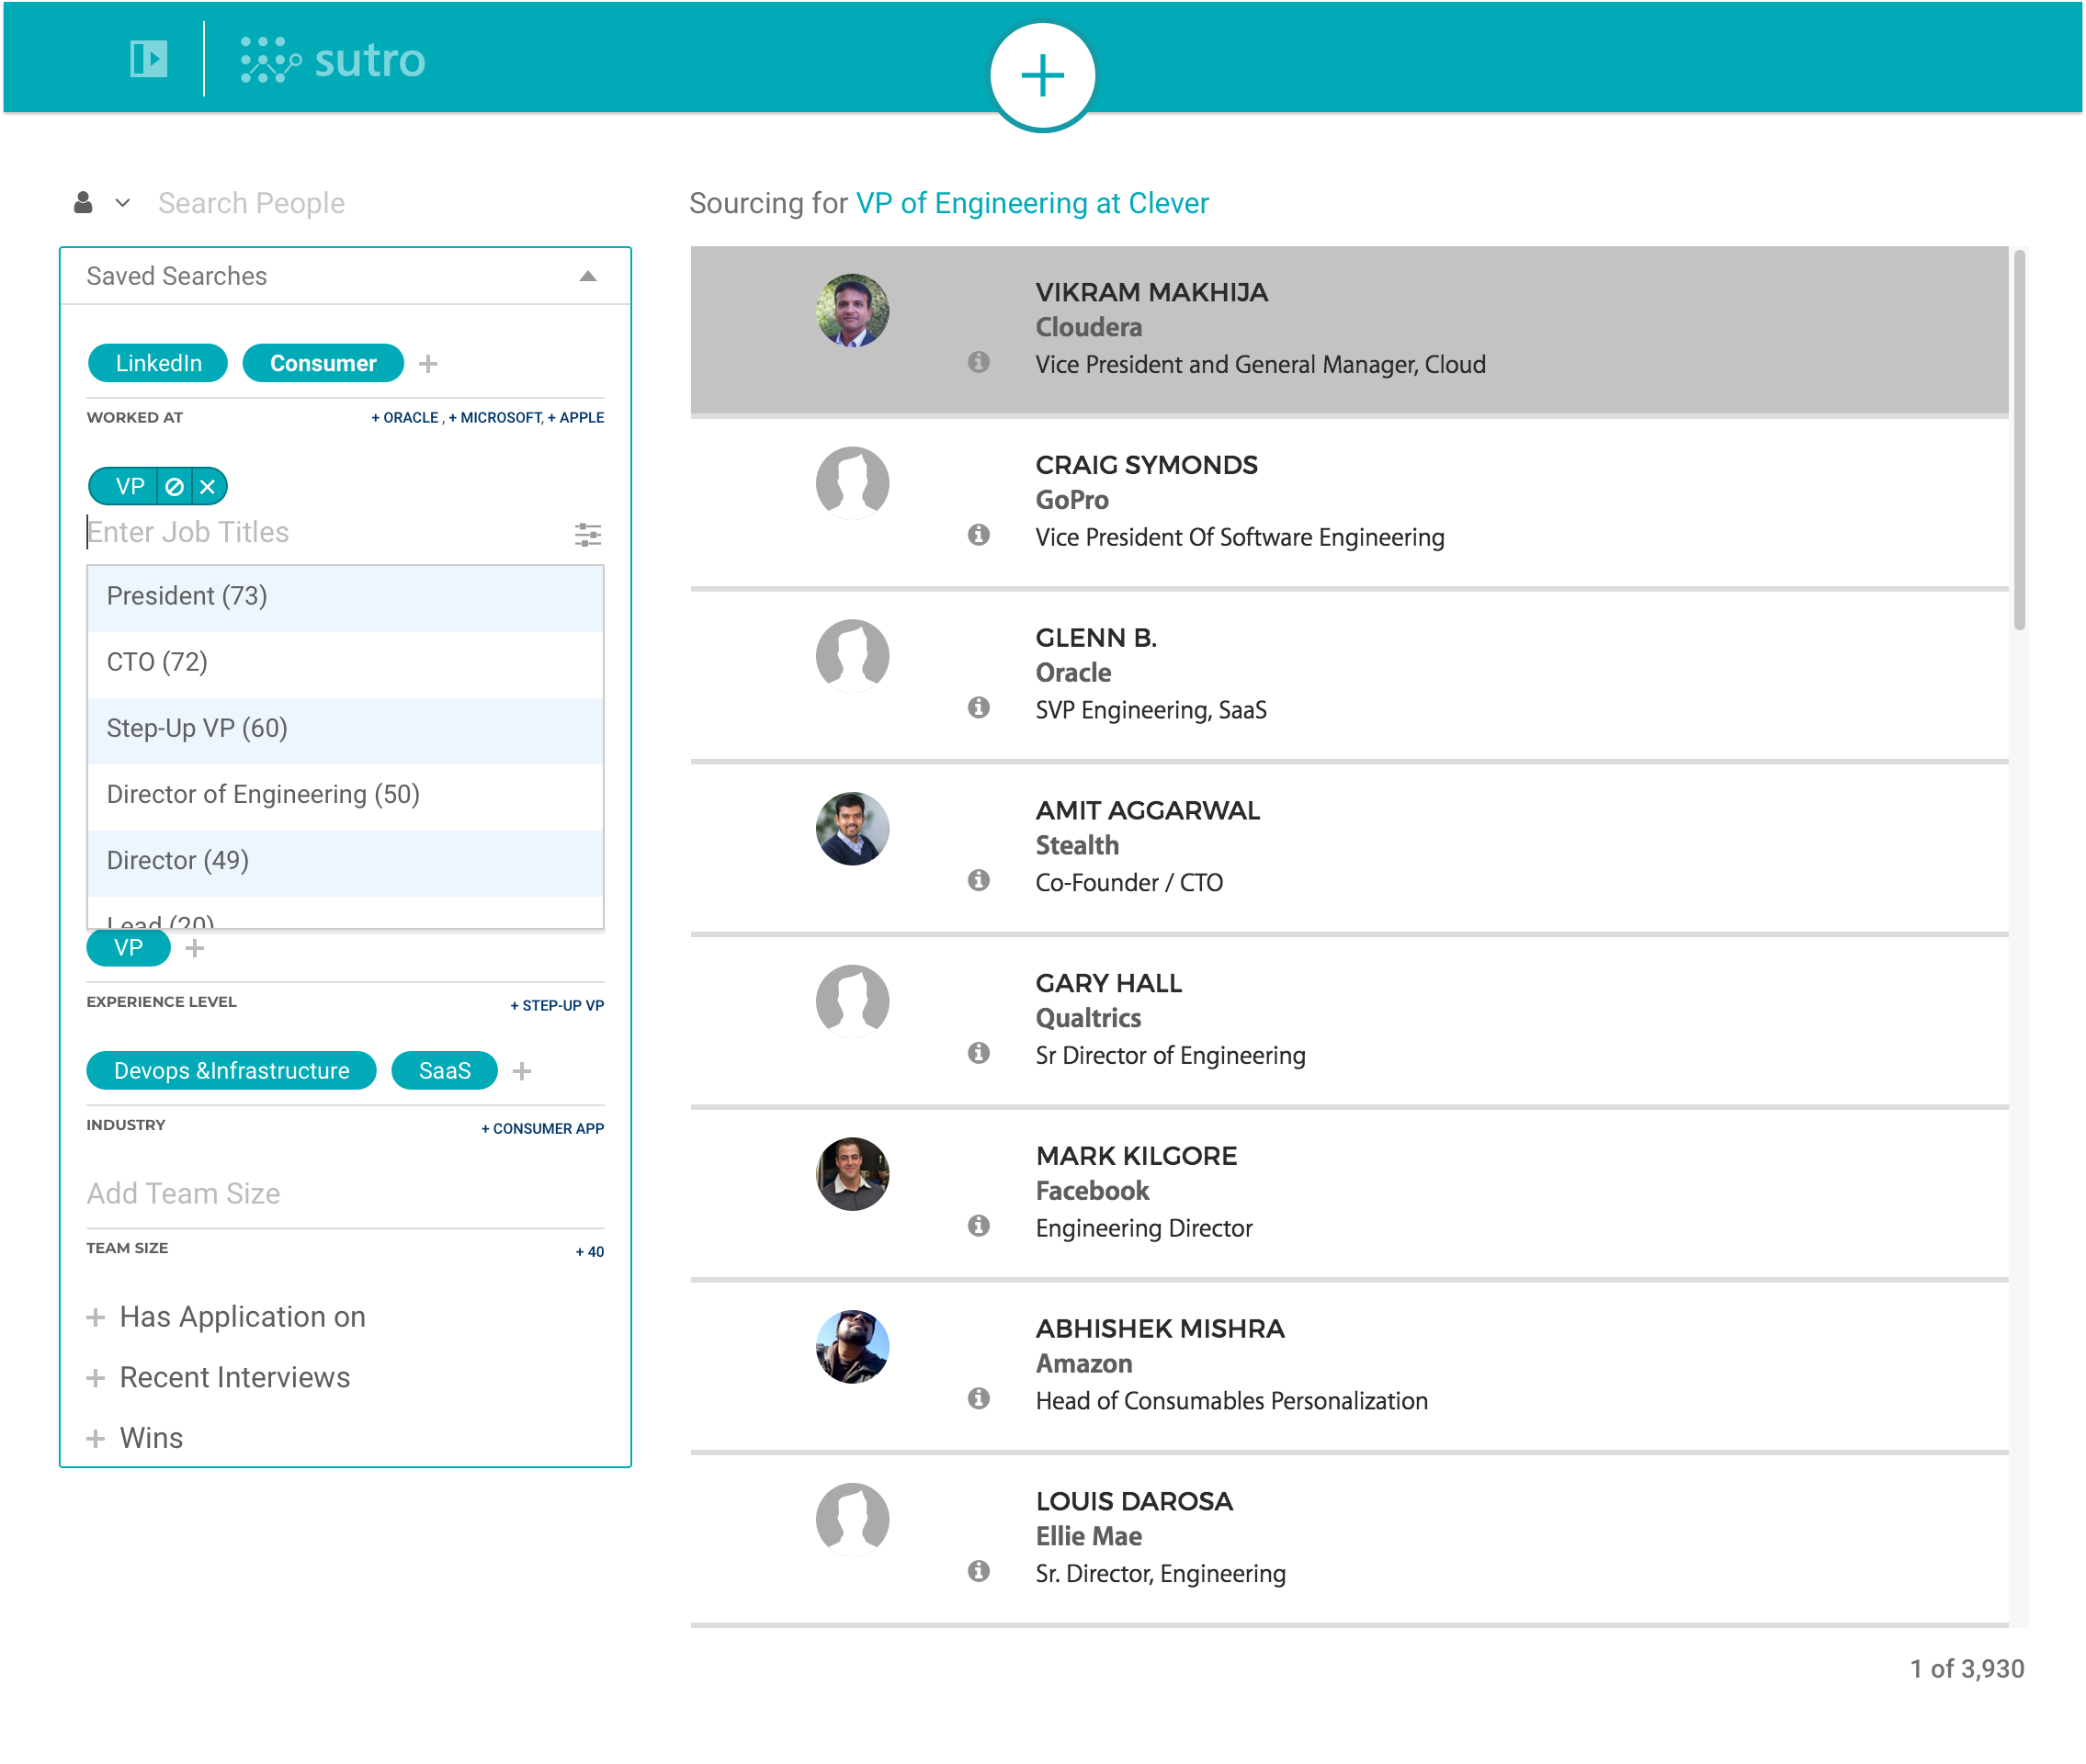 sutro
Search People
Sourcing for VP of Engineering at Clever
Saved Searches
LinkedIn Consumer +
WORKED AT + ORACLE , + MICROSOFT, + APPLE
VP
Enter Job Titles
President (73)
CTO (72)
Step-Up VP (60)
Director of Engineering (50)
Director (49)
Lead (20)
VP +
EXPERIENCE LEVEL + STEP-UP VP
Devops &Infrastructure SaaS +
INDUSTRY + CONSUMER APP
Add Team Size
TEAM SIZE + 40
+ Has Application on
+ Recent Interviews
+ Wins
VIKRAM MAKHIJA
Cloudera
Vice President and General Manager, Cloud
CRAIG SYMONDS
GoPro
Vice President Of Software Engineering
GLENN B.
Oracle
SVP Engineering, SaaS
AMIT AGGARWAL
Stealth
Co-Founder / CTO
GARY HALL
Qualtrics
Sr Director of Engineering
MARK KILGORE
Facebook
Engineering Director
ABHISHEK MISHRA
Amazon
Head of Consumables Personalization
LOUIS DAROSA
Ellie Mae
Sr. Director, Engineering
1 of 3,930